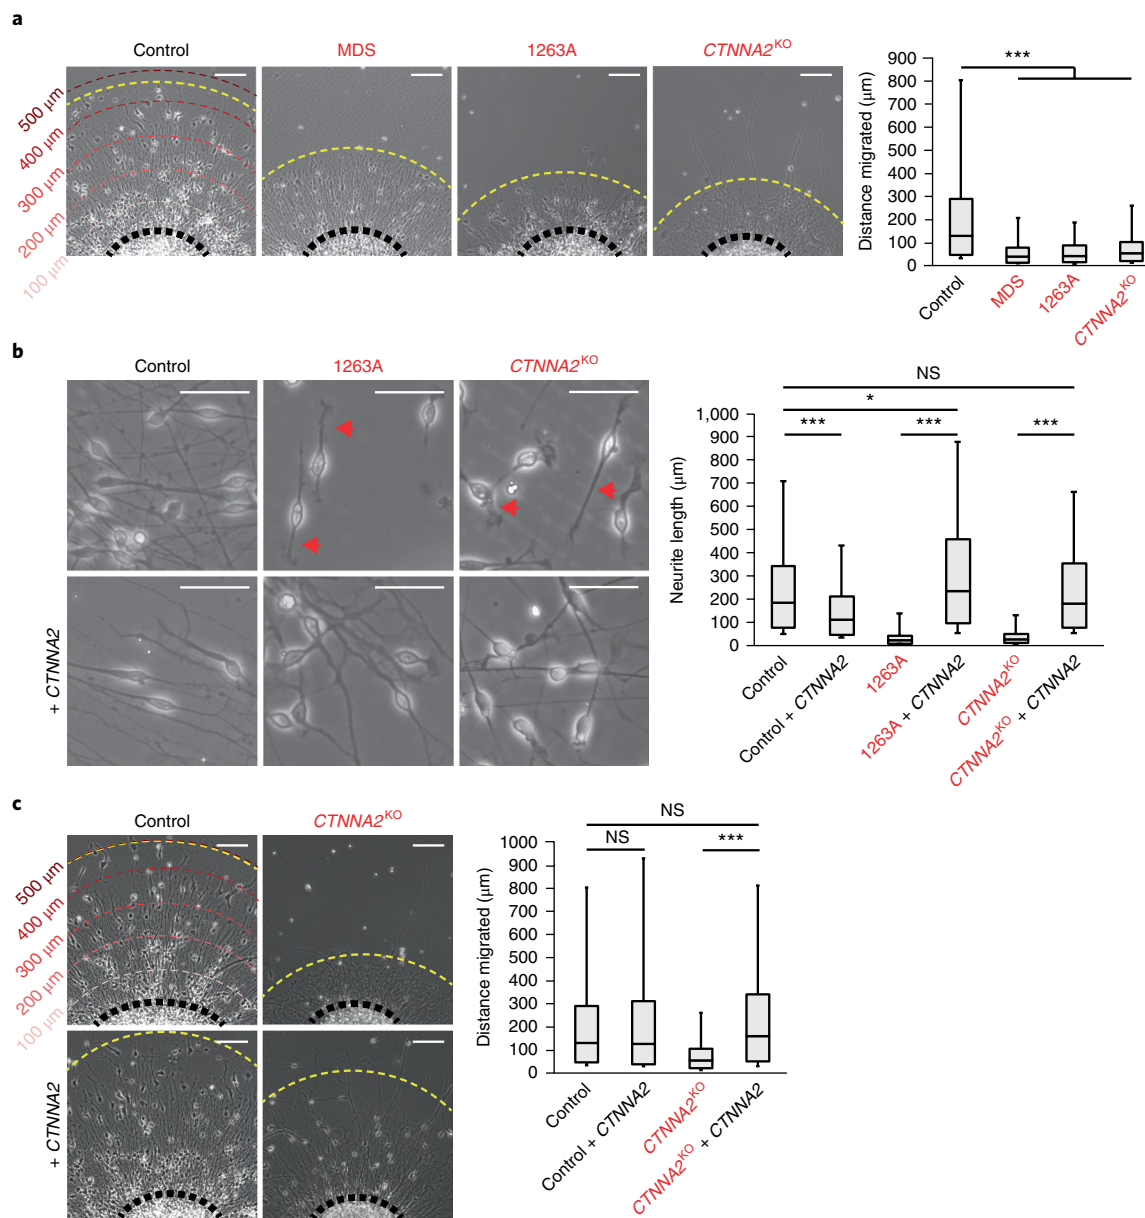 a
Control
MDS
1263A
CTNNA2KO
500 μm
400 μm
300 μm
200 μm
100 μm
***
Distance migrated (μm)
900
800
700
600
500
400
300
200
100
0
Control
MDS
1263A
CTNNA2KO
b
Control
1263A
CTNNA2KO
+ CTNNA2
NS
*
***
***
***
Neurite length (μm)
1,000
900
800
700
600
500
400
300
200
100
0
Control
Control + CTNNA2
1263A
1263A + CTNNA2
CTNNA2KO
CTNNA2KO + CTNNA2
c
Control
CTNNA2KO
500 μm
400 μm
300 μm
200 μm
100 μm
+ CTNNA2
NS
NS
***
Distance migrated (μm)
1000
900
800
700
600
500
400
300
200
100
0
Control
Control + CTNNA2
CTNNA2KO
CTNNA2KO + CTNNA2